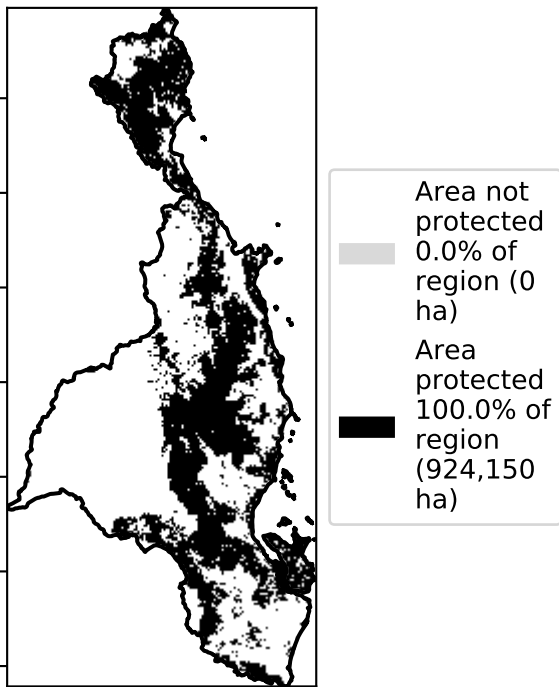 Area not
protected
0.0% of
region (0
ha)
Area
protected
100.0% of
region
(924,150
ha)